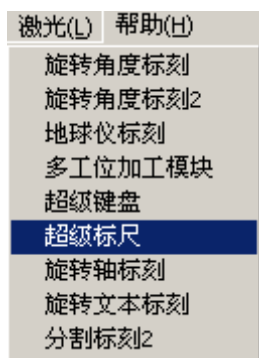 激光(L) 帮助(H)
旋转角度标刻
旋转角度标刻2
地球仪标刻
多工位加工模块
超级键盘
超级标尺
旋转轴标刻
旋转文本标刻
分割标刻2